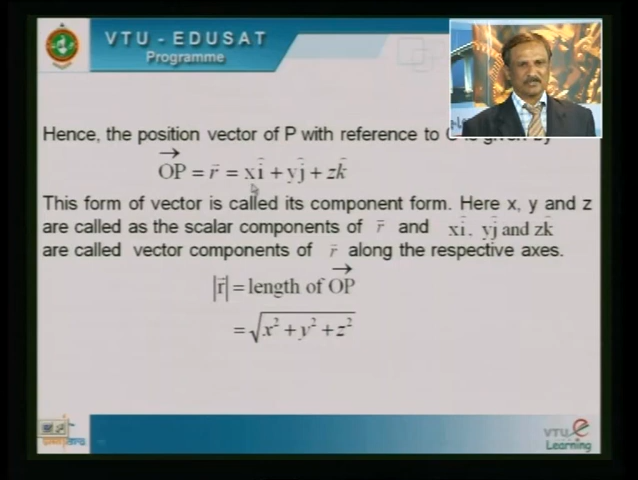 VTU - EDUSAT
Programme
Hence, the position vector of P with reference to O is given by
OP = r̄ = xī + yj̄ + zk̄
This form of vector is called its component form. Here x, y and z
are called as the scalar components of r̄ and xī. yj̄ and zk̄
are called vector components of r̄ along the respective axes.
|r̄| = length of OP
= √x² + y² + z²
VTU e
Learning